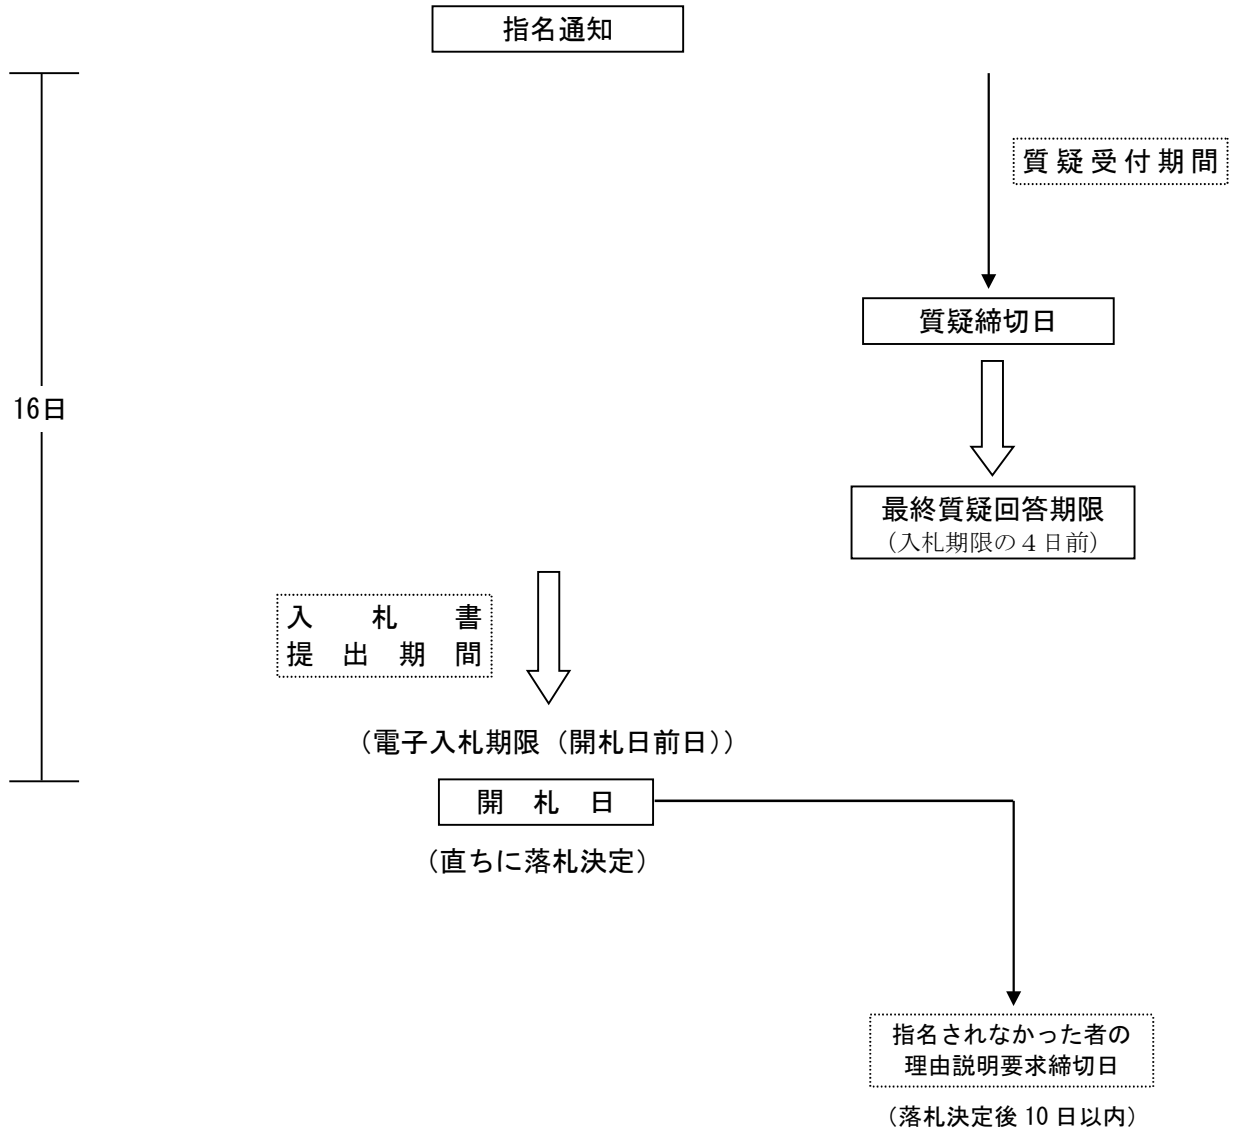 指名通知
質疑受付期間
質疑締切日
16日
最終質疑回答期限
（入札期限の４日前）
入札書
提出期間
（電子入札期限（開札日前日））
開札日
（直ちに落札決定）
指名されなかった者の
理由説明要求締切日
（落札決定後 10 日以内）